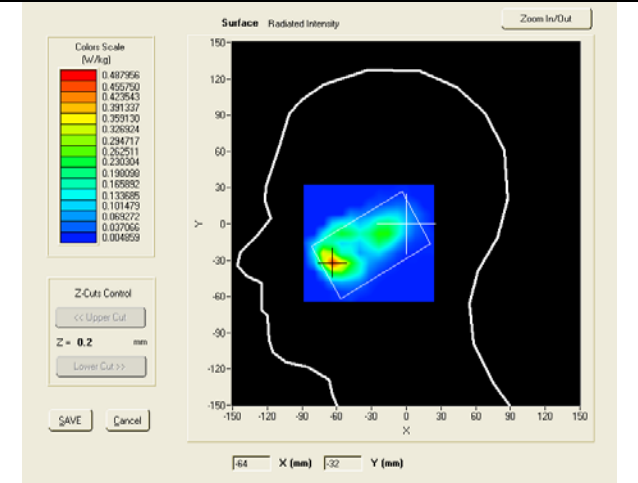 Surface Radiated Intensity
Zoom In/Out
Colors Scale
(W/kg)
0.487956
0.455750
0.423543
0.391337
0.359130
0.326924
0.294717
0.262511
0.230304
0.198098
0.165892
0.133685
0.101479
0.069272
0.037066
0.004859
Z-Cuts Control
<< Upper Cut
Z = 0.2 mm
Lower Cut >>
SAVE Cancel
150
120
90
60
30
0
-30
-60
-90
-120
-150
Y
-150 -120 -90 -60 -30 0 30 60 90 120 150
X
-64 X (mm) -32 Y (mm)